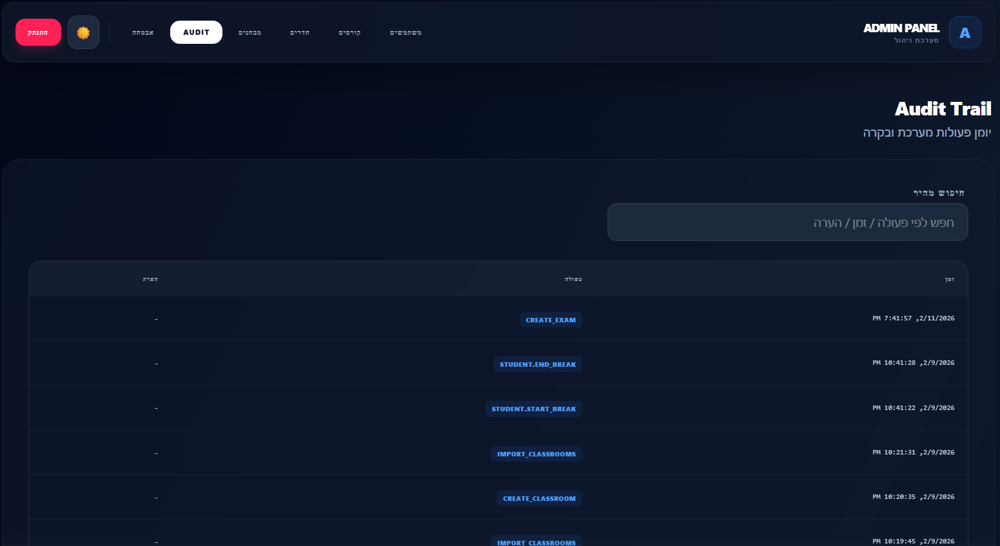 ADMIN PANEL
מערכת ניהול
A
משתמשים
קורסים
חדרים
מבחנים
AUDIT
אבטחה
התנתק
Audit Trail
יומן פעולות מערכת ובקרה
חיפוש מהיר
חפש לפי פעולה / זמן / הערה
זמן פעולה הערה
2/11/2026, 7:41:57 PM CREATE_EXAM -
2/9/2026, 10:41:28 PM STUDENT.END_BREAK -
2/9/2026, 10:41:22 PM STUDENT.START_BREAK -
2/9/2026, 10:21:31 PM IMPORT_CLASSROOMS -
2/9/2026, 10:20:35 PM CREATE_CLASSROOM -
2/9/2026, 10:19:45 PM IMPORT_CLASSROOMS -